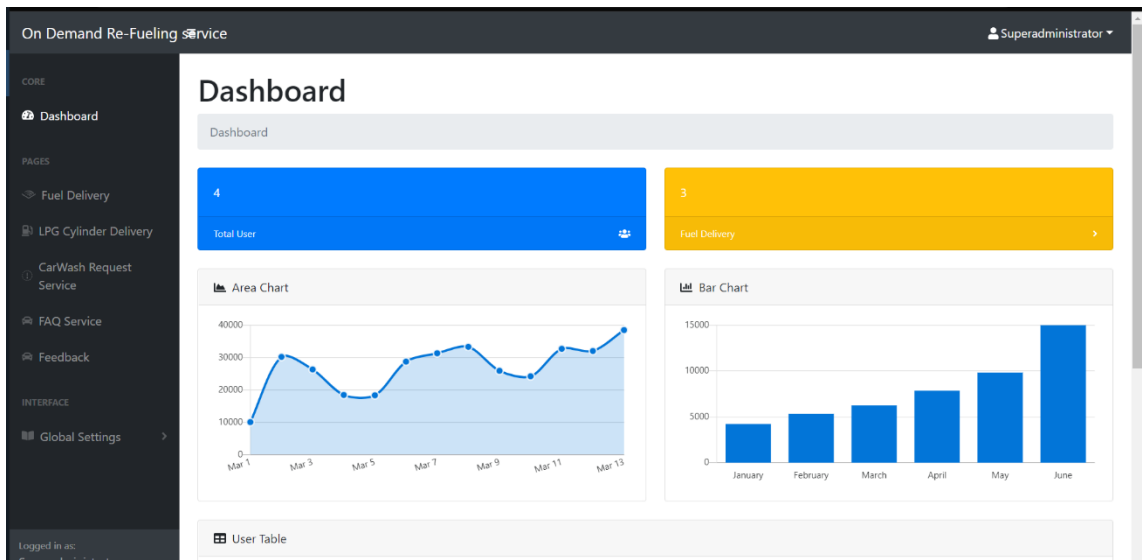 On Demand Re-Fueling service
Superadministrator
CORE
Dashboard
PAGES
Fuel Delivery
LPG Cylinder Delivery
CarWash Request
Service
FAQ Service
Feedback
INTERFACE
Global Settings
Logged in as:
Dashboard
Dashboard
4
Total User
3
Fuel Delivery
Area Chart
40000
30000
20000
10000
0
Mar 1 Mar 3 Mar 5 Mar 7 Mar 9 Mar 11 Mar 13
Bar Chart
15000
10000
5000
0
January February March April May June
User Table